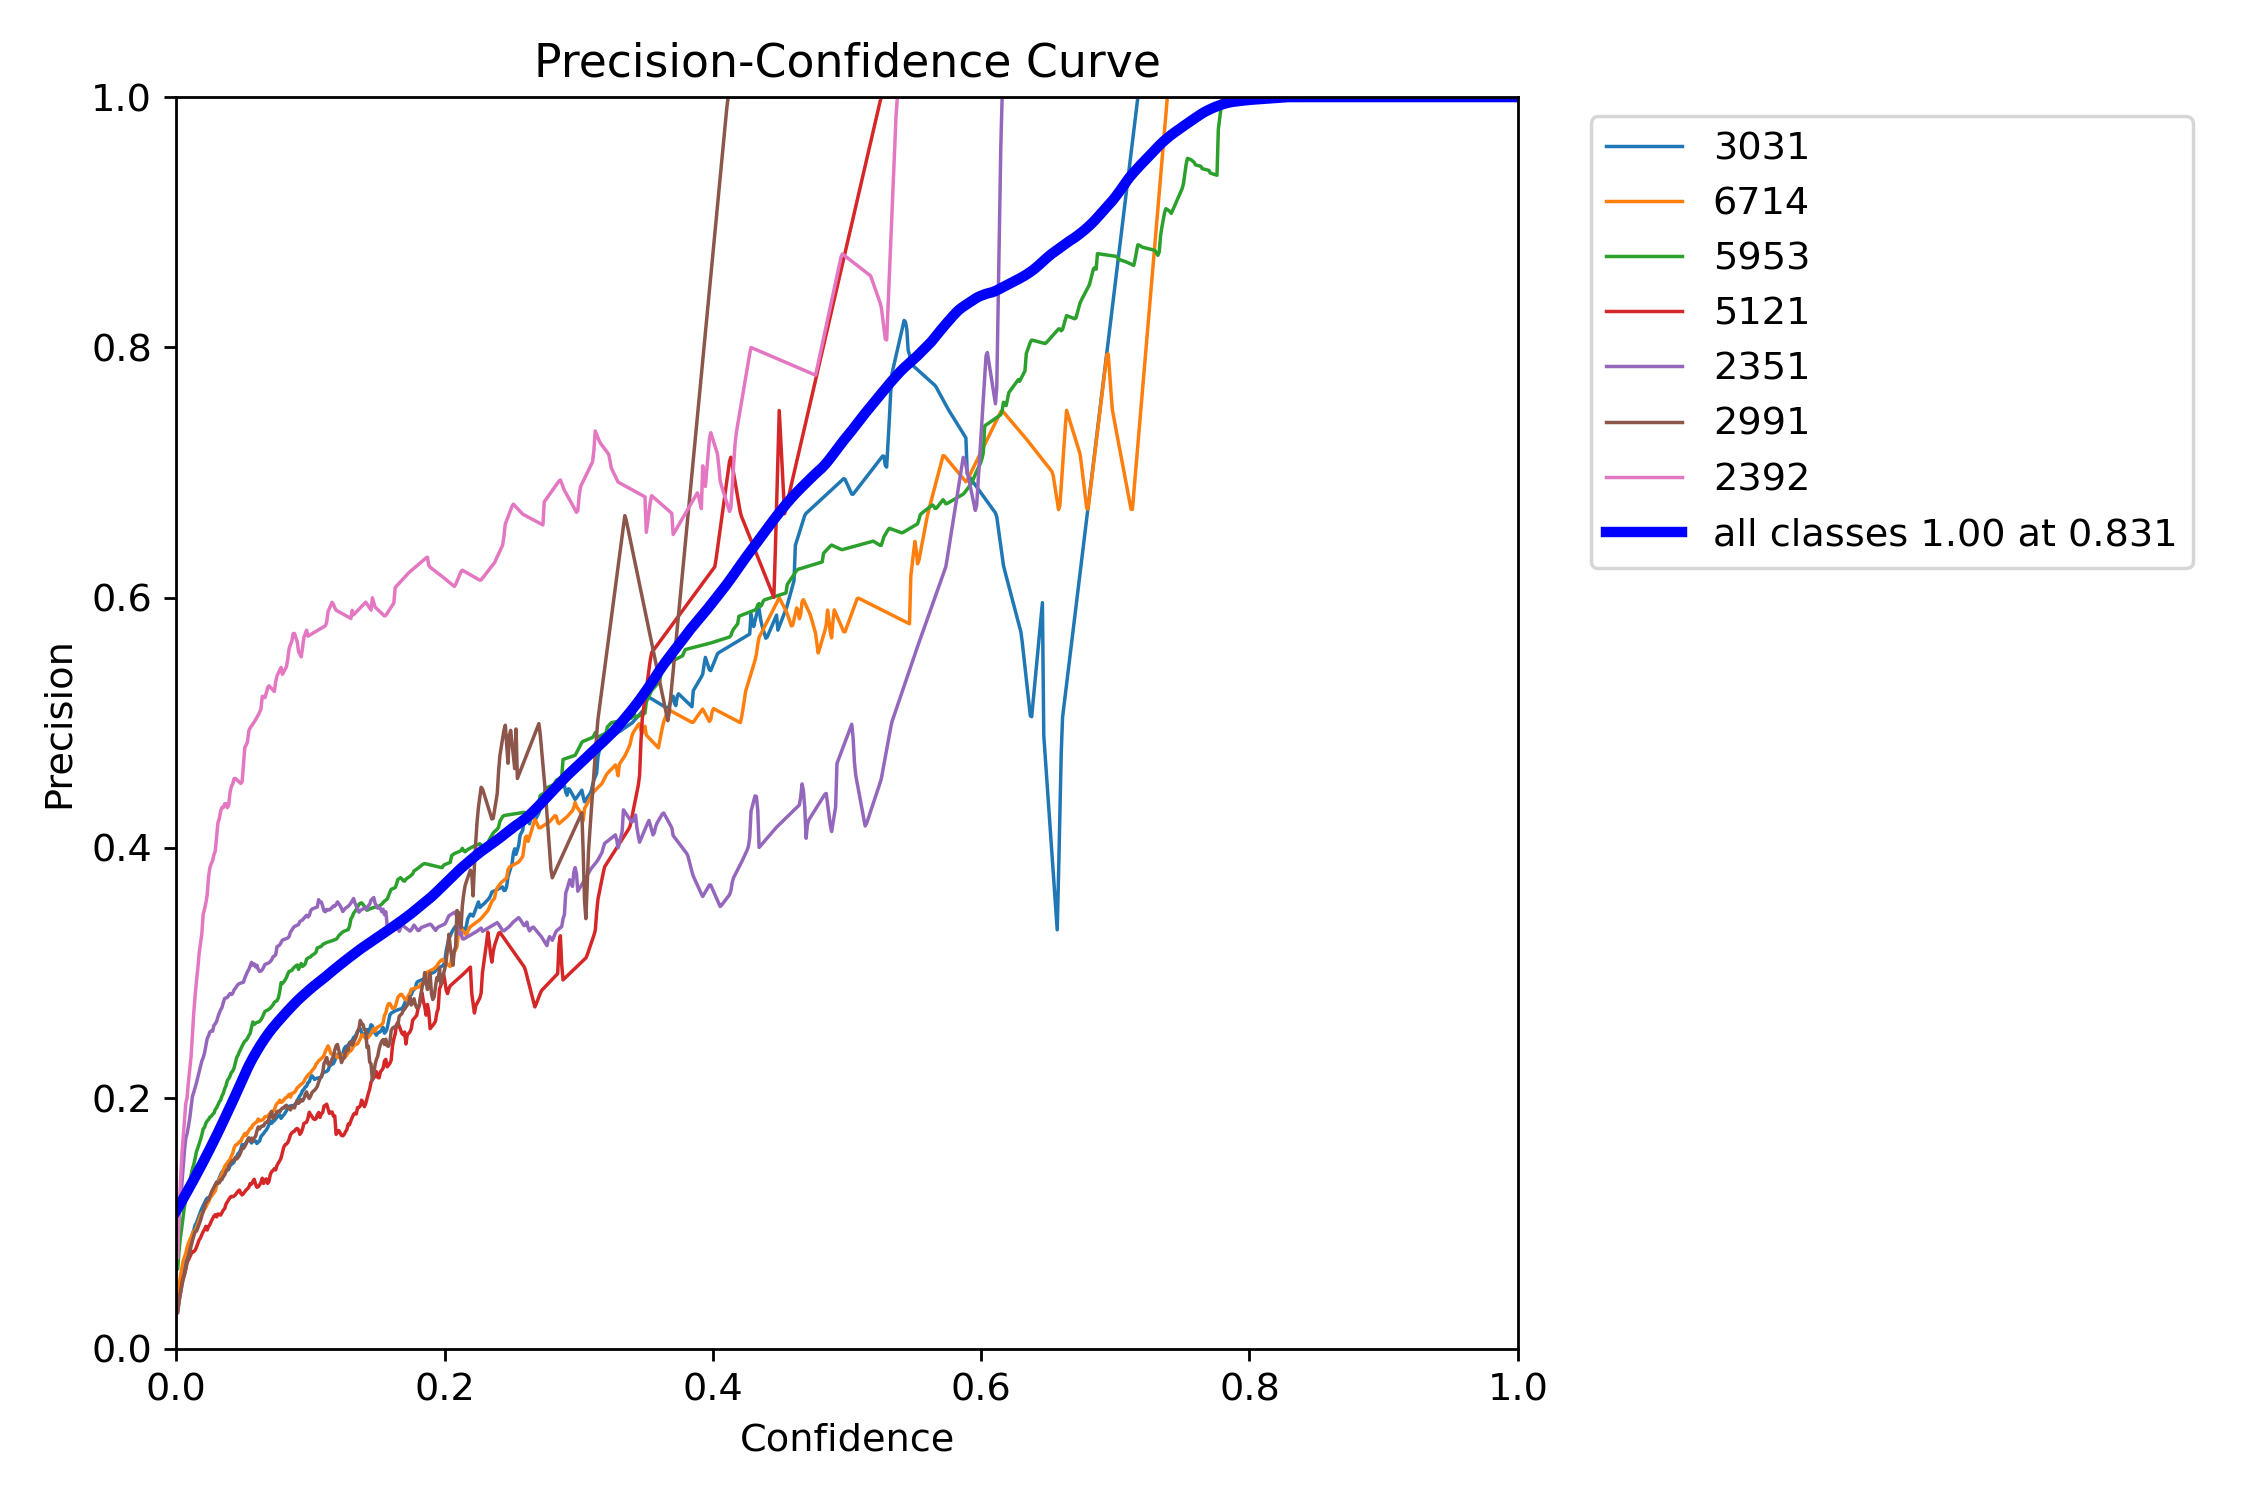 Precision-Confidence Curve
1.0
0.8
0.6
0.4
0.2
0.0
Precision
0.0 0.2 0.4 0.6 0.8 1.0
Confidence
3031
6714
5953
5121
2351
2991
2392
all classes 1.00 at 0.831